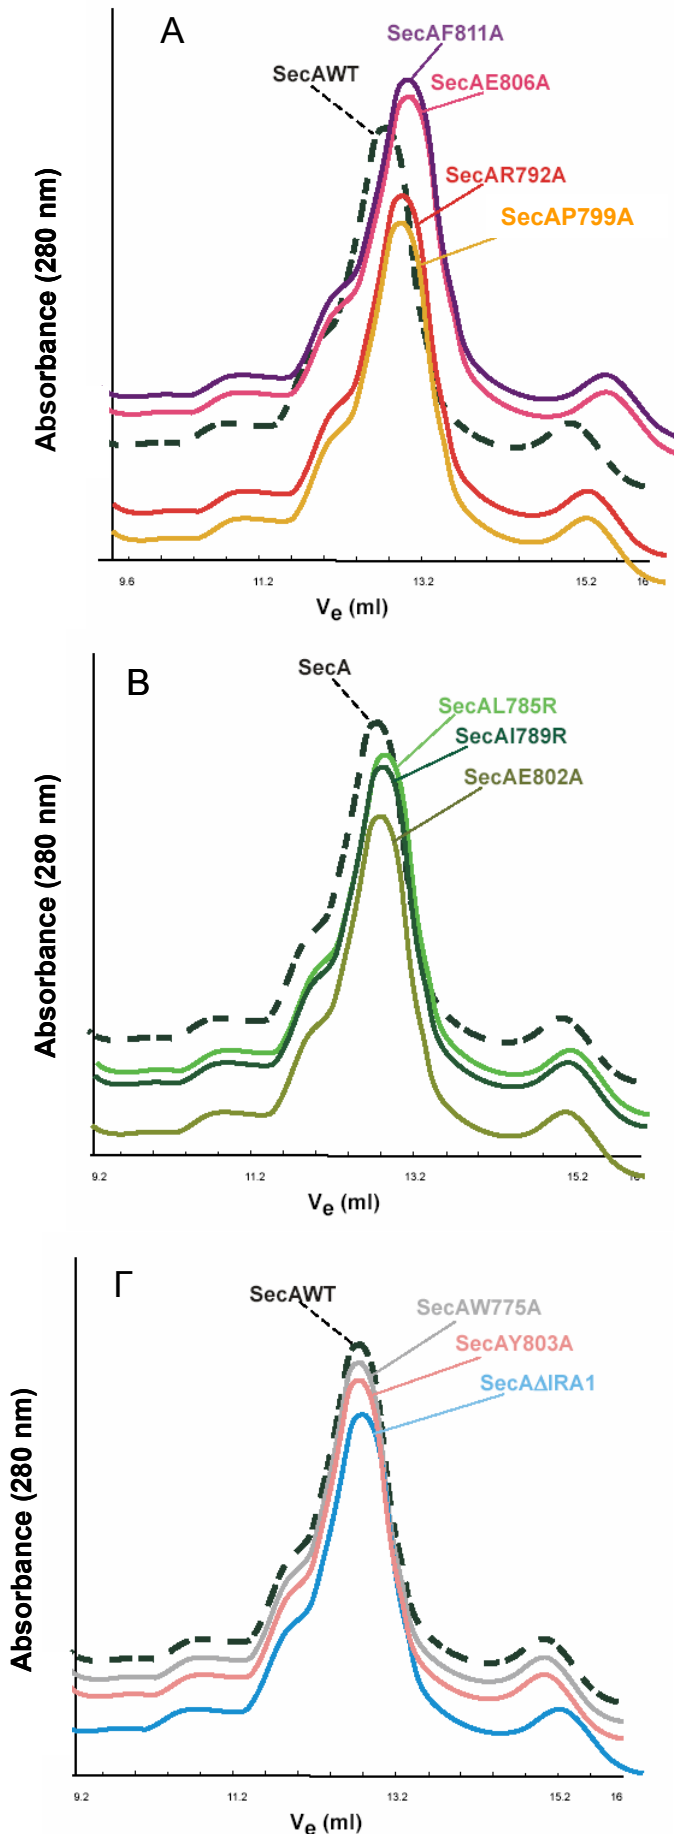 A
SecAF811A
SecAWT
SecAE806A
SecAR792A
SecAP799A
Absorbance (280 nm)
9.6 11.2 13.2 15.2 16
Ve (ml)
B
SecA
SecAL785R
SecAI789R
SecAE802A
Absorbance (280 nm)
9.2 11.2 13.2 15.2 16
Ve (ml)
Γ
SecAWT
SecAW775A
SecAY803A
SecAΔIRA1
Absorbance (280 nm)
9.2 11.2 13.2 15.2 16
Ve (ml)